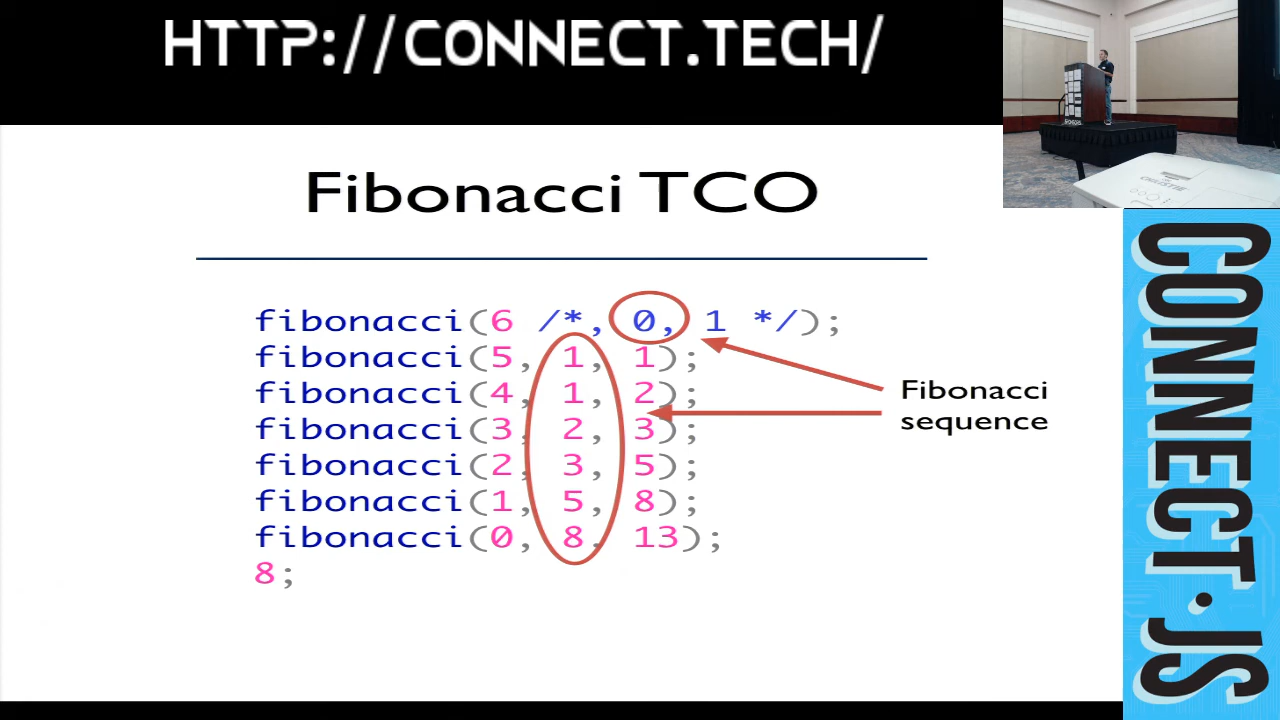 HTTP://CONNECT.TECH/
Fibonacci TCO
fibonacci(6 /*, 0, 1 */);
fibonacci(5, 1, 1);
fibonacci(4, 1, 2);
fibonacci(3, 2, 3);
fibonacci(2, 3, 5);
fibonacci(1, 5, 8);
fibonacci(0, 8, 13);
8;
Fibonacci
sequence
CHRISTIE
CONNECT.JS